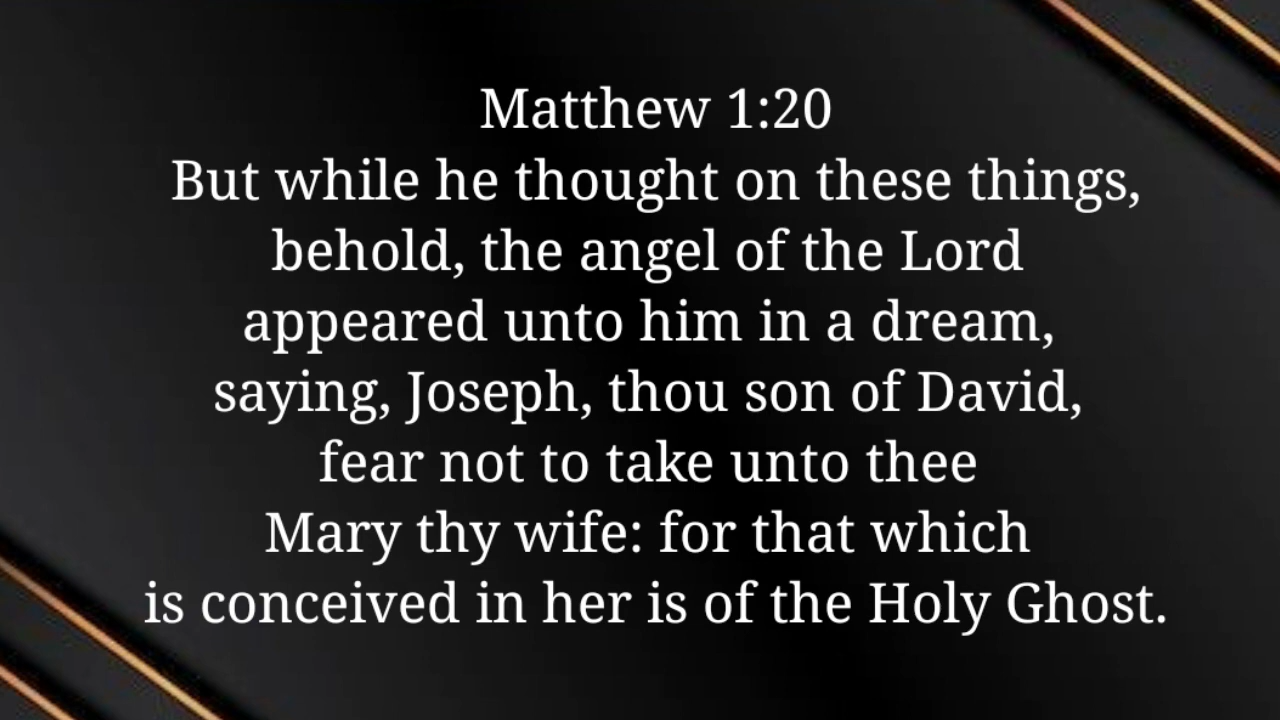 Matthew 1:20
But while he thought on these things,
behold, the angel of the Lord
appeared unto him in a dream,
saying, Joseph, thou son of David,
fear not to take unto thee
Mary thy wife: for that which
is conceived in her is of the Holy Ghost.